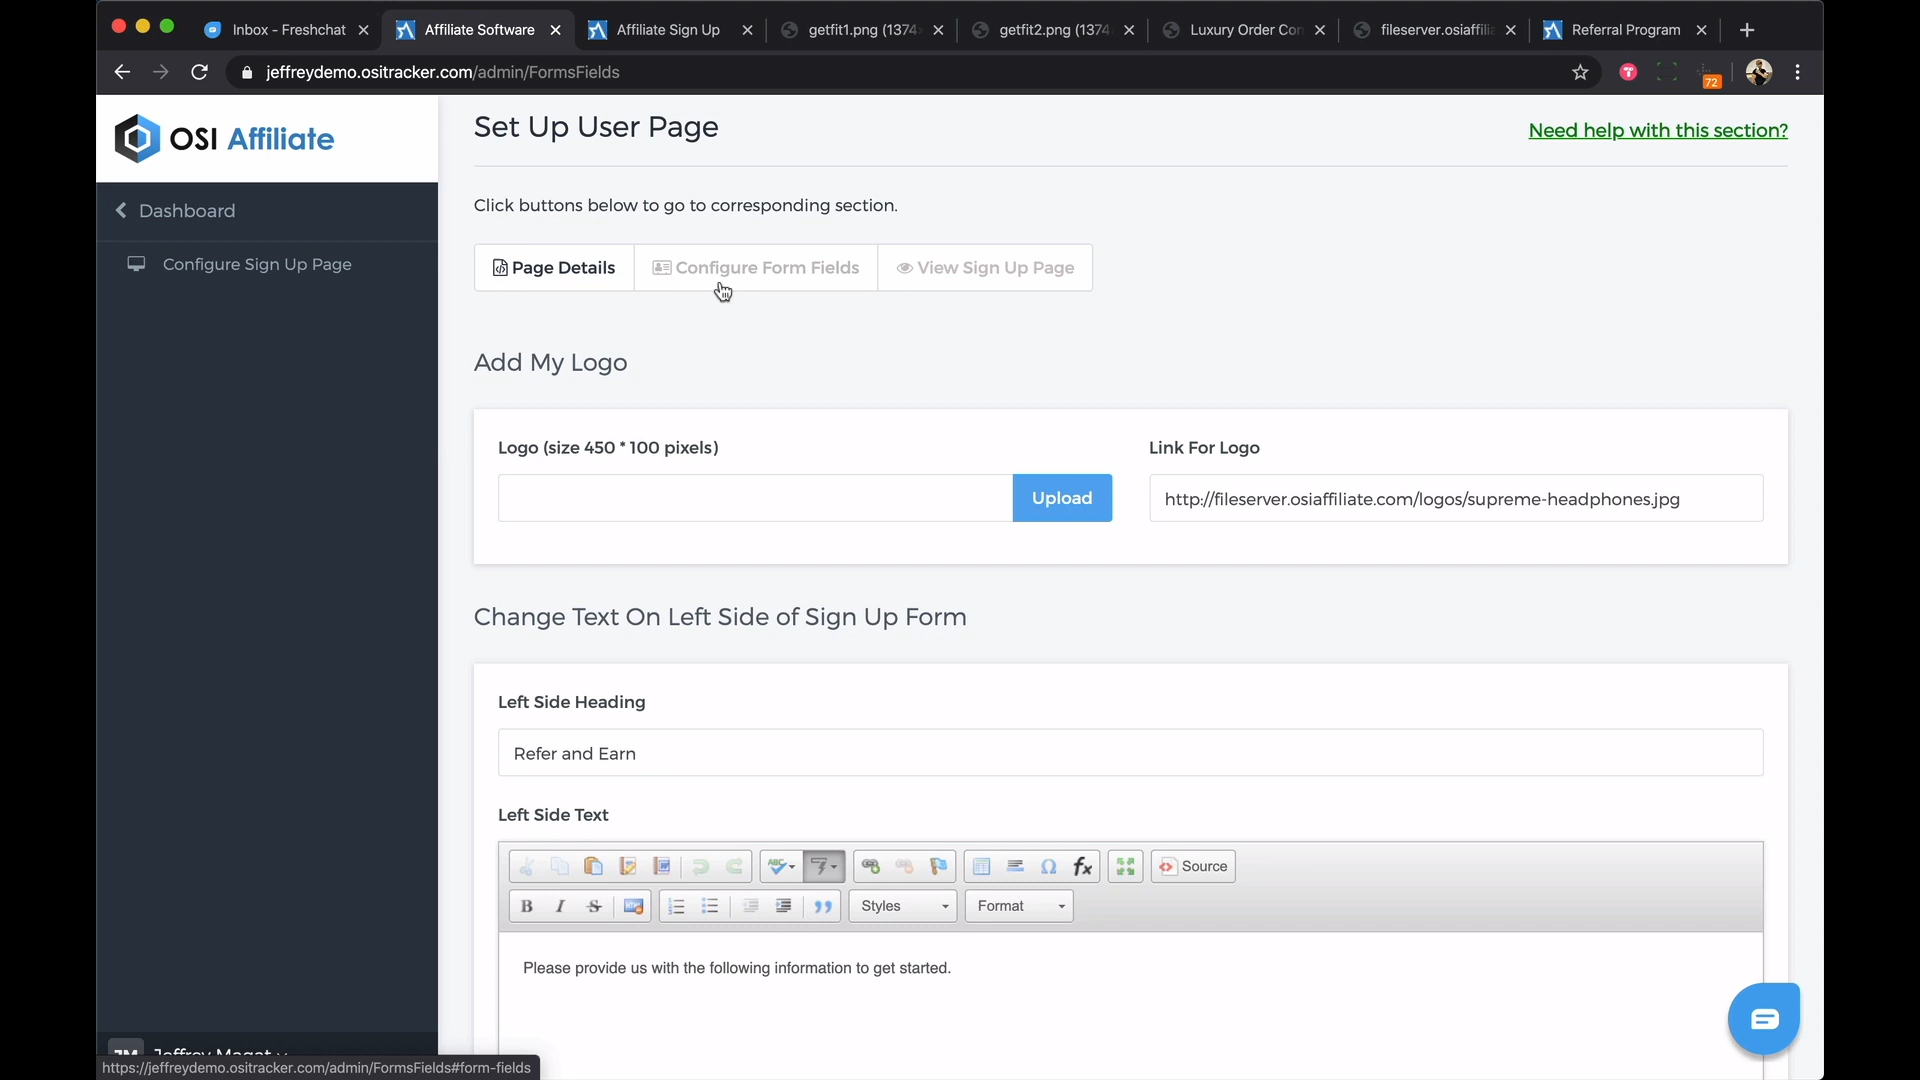 Inbox - Freshchat
Affiliate Software
Affiliate Sign Up
getfit1.png (1374
getfit2.png (1374
Luxury Order Con
fileserver.osiaffilia
Referral Program
jeffreydemo.ositracker.com/admin/FormsFields
72
OSI Affiliate
Dashboard
Configure Sign Up Page
Set Up User Page
Need help with this section?
Click buttons below to go to corresponding section.
Page Details
Configure Form Fields
View Sign Up Page
Add My Logo
Logo (size 450 * 100 pixels)
Link For Logo
Upload
http://fileserver.osiaffiliate.com/logos/supreme-headphones.jpg
Change Text On Left Side of Sign Up Form
Left Side Heading
Refer and Earn
Left Side Text
ABC
Source
B I S
Styles
Format
Please provide us with the following information to get started.
JM Jeffrey Magat
https://jeffreydemo.ositracker.com/admin/FormsFields#form-fields